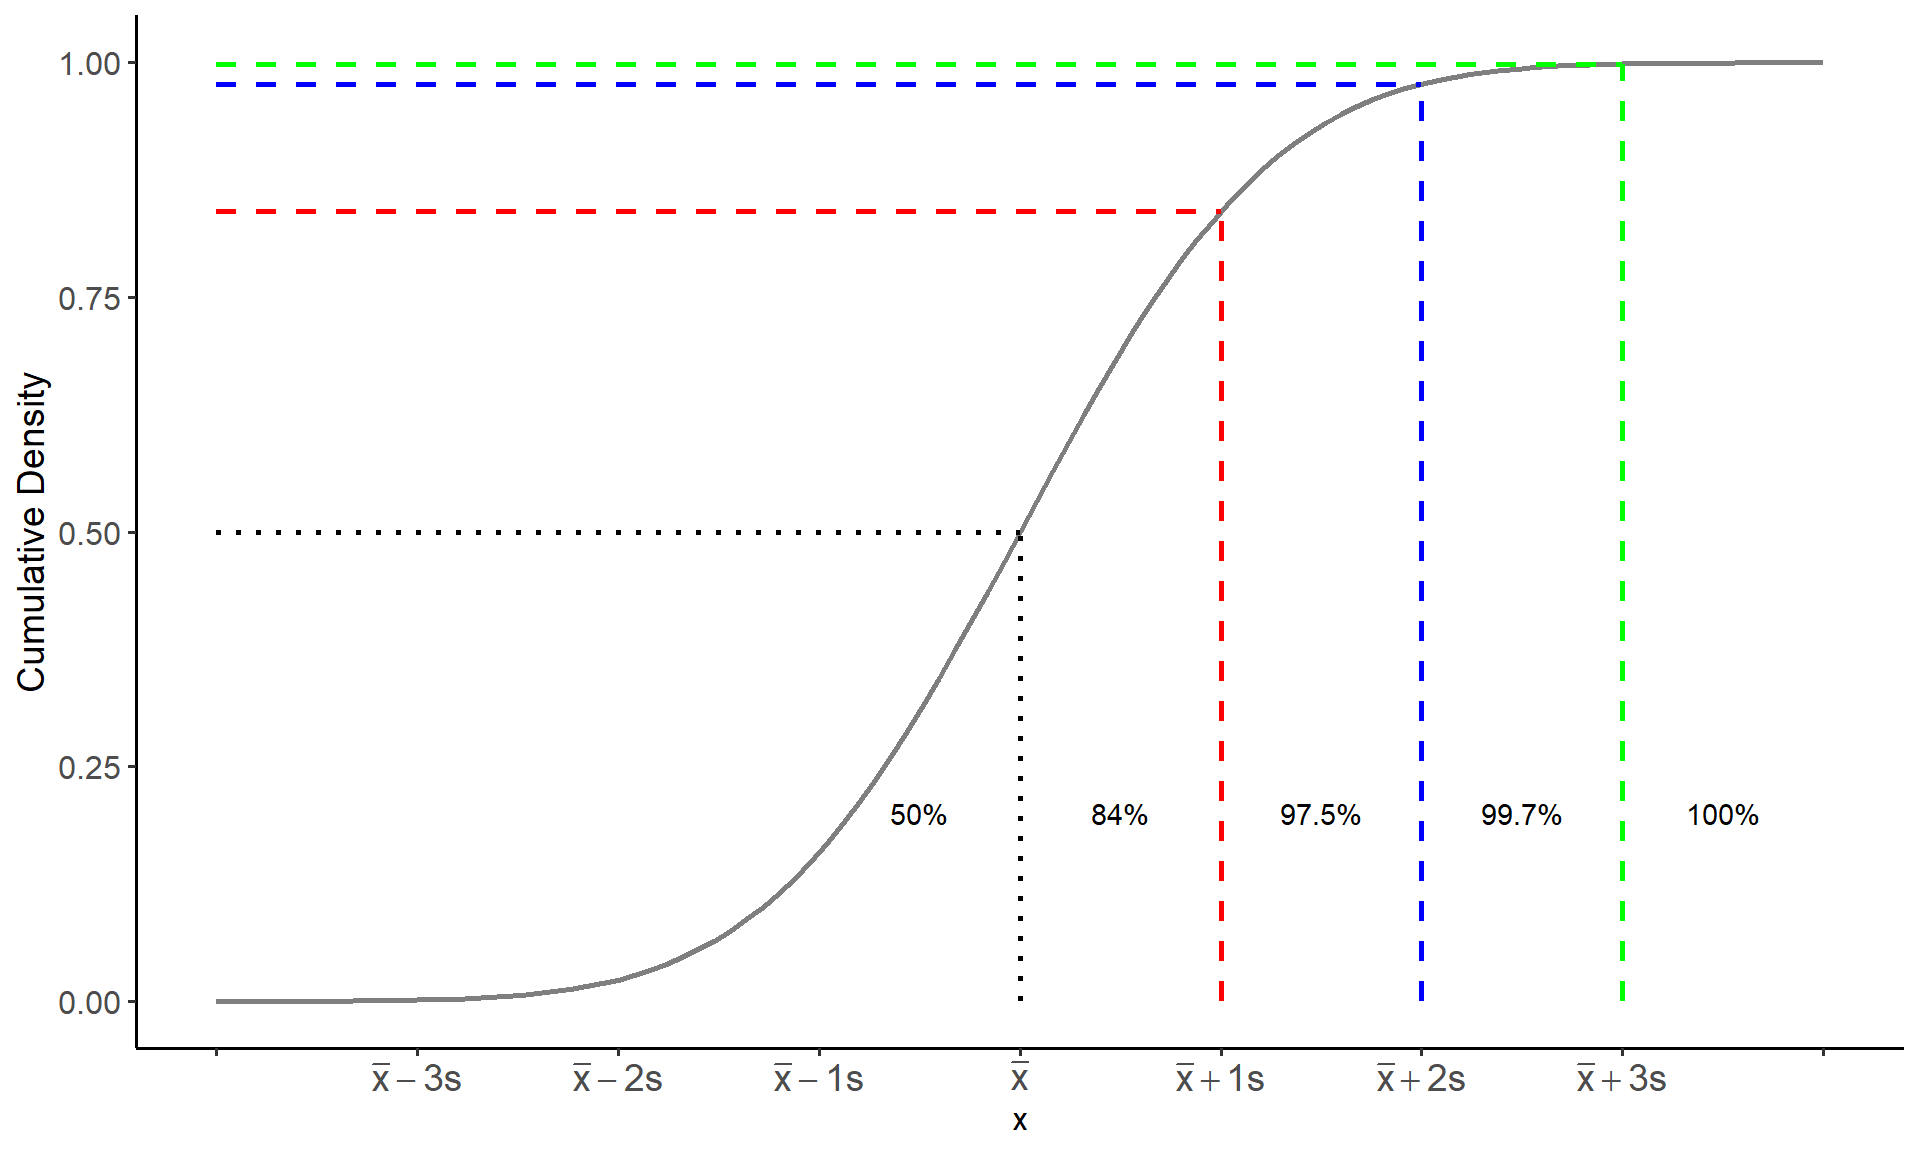 1.00
0.75
0.50
0.25
0.00
Cumulative Density
50%
84%
97.5%
99.7%
100%
x̄ − 3s
x̄ − 2s
x̄ − 1s
x̄
x̄ + 1s
x̄ + 2s
x̄ + 3s
x